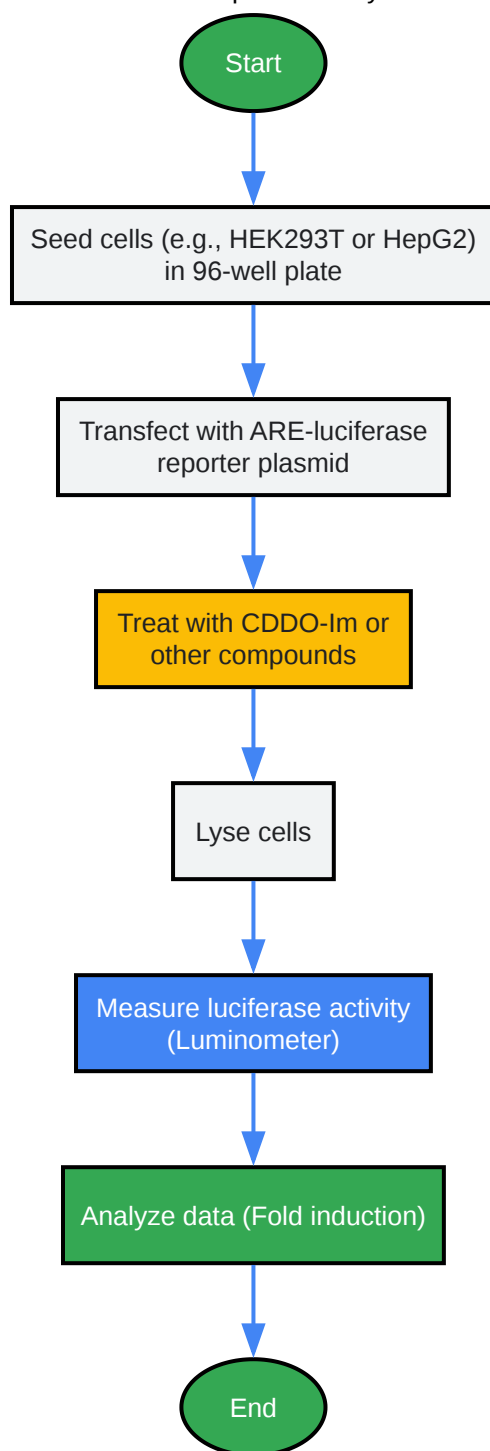 Start
Seed cells (e.g., HEK293T or HepG2)
in 96-well plate
Transfect with ARE-luciferase
reporter plasmid
Treat with CDDO-Im or
other compounds
Lyse cells
Measure luciferase activity
(Luminometer)
Analyze data (Fold induction)
End